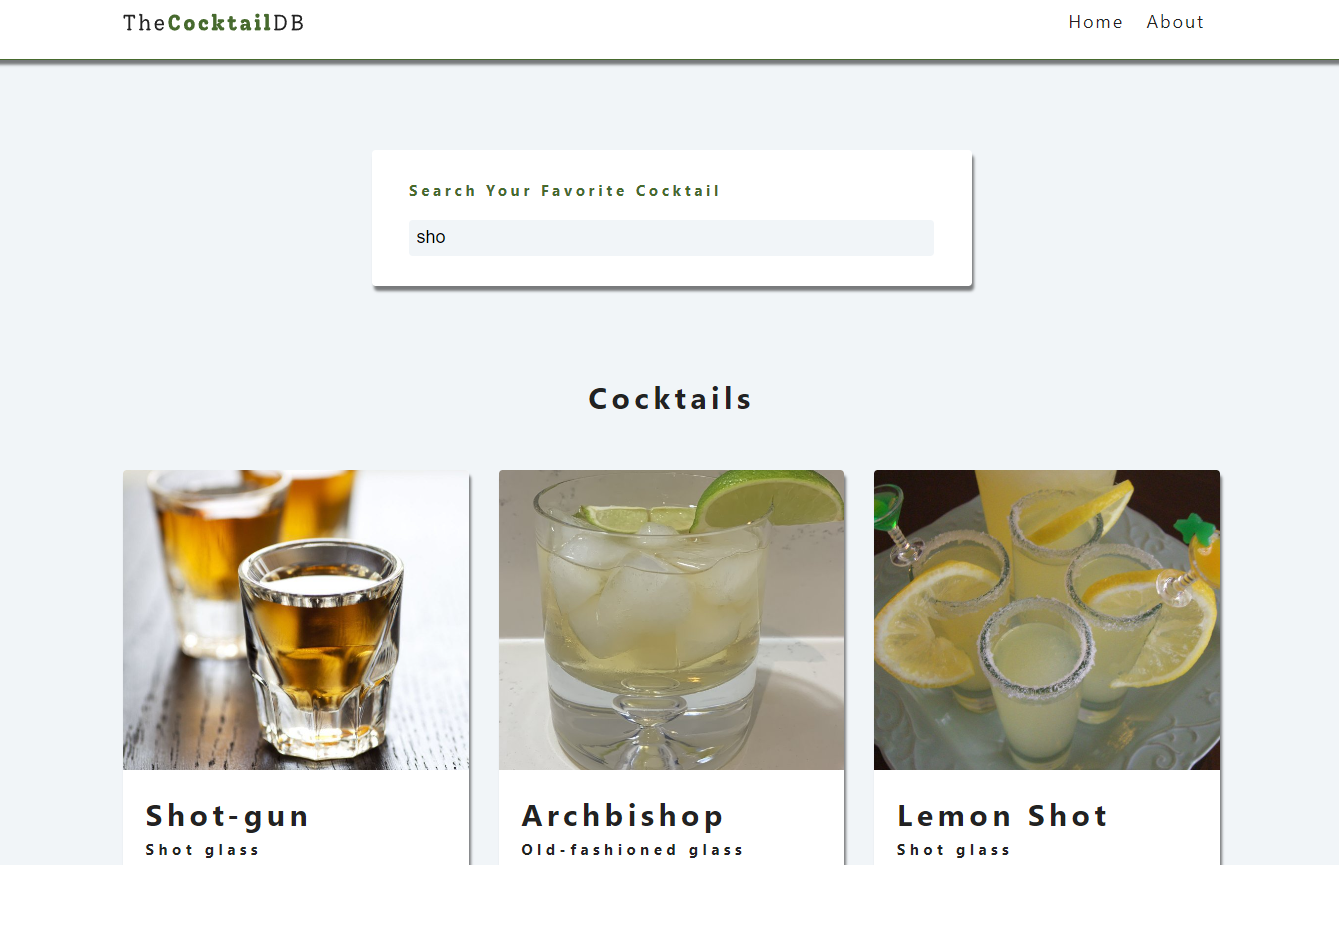 TheCocktailDB
Home About
Search Your Favorite Cocktail
sho
Cocktails
Shot-gun
Shot glass
Archbishop
Old-fashioned glass
Lemon Shot
Shot glass